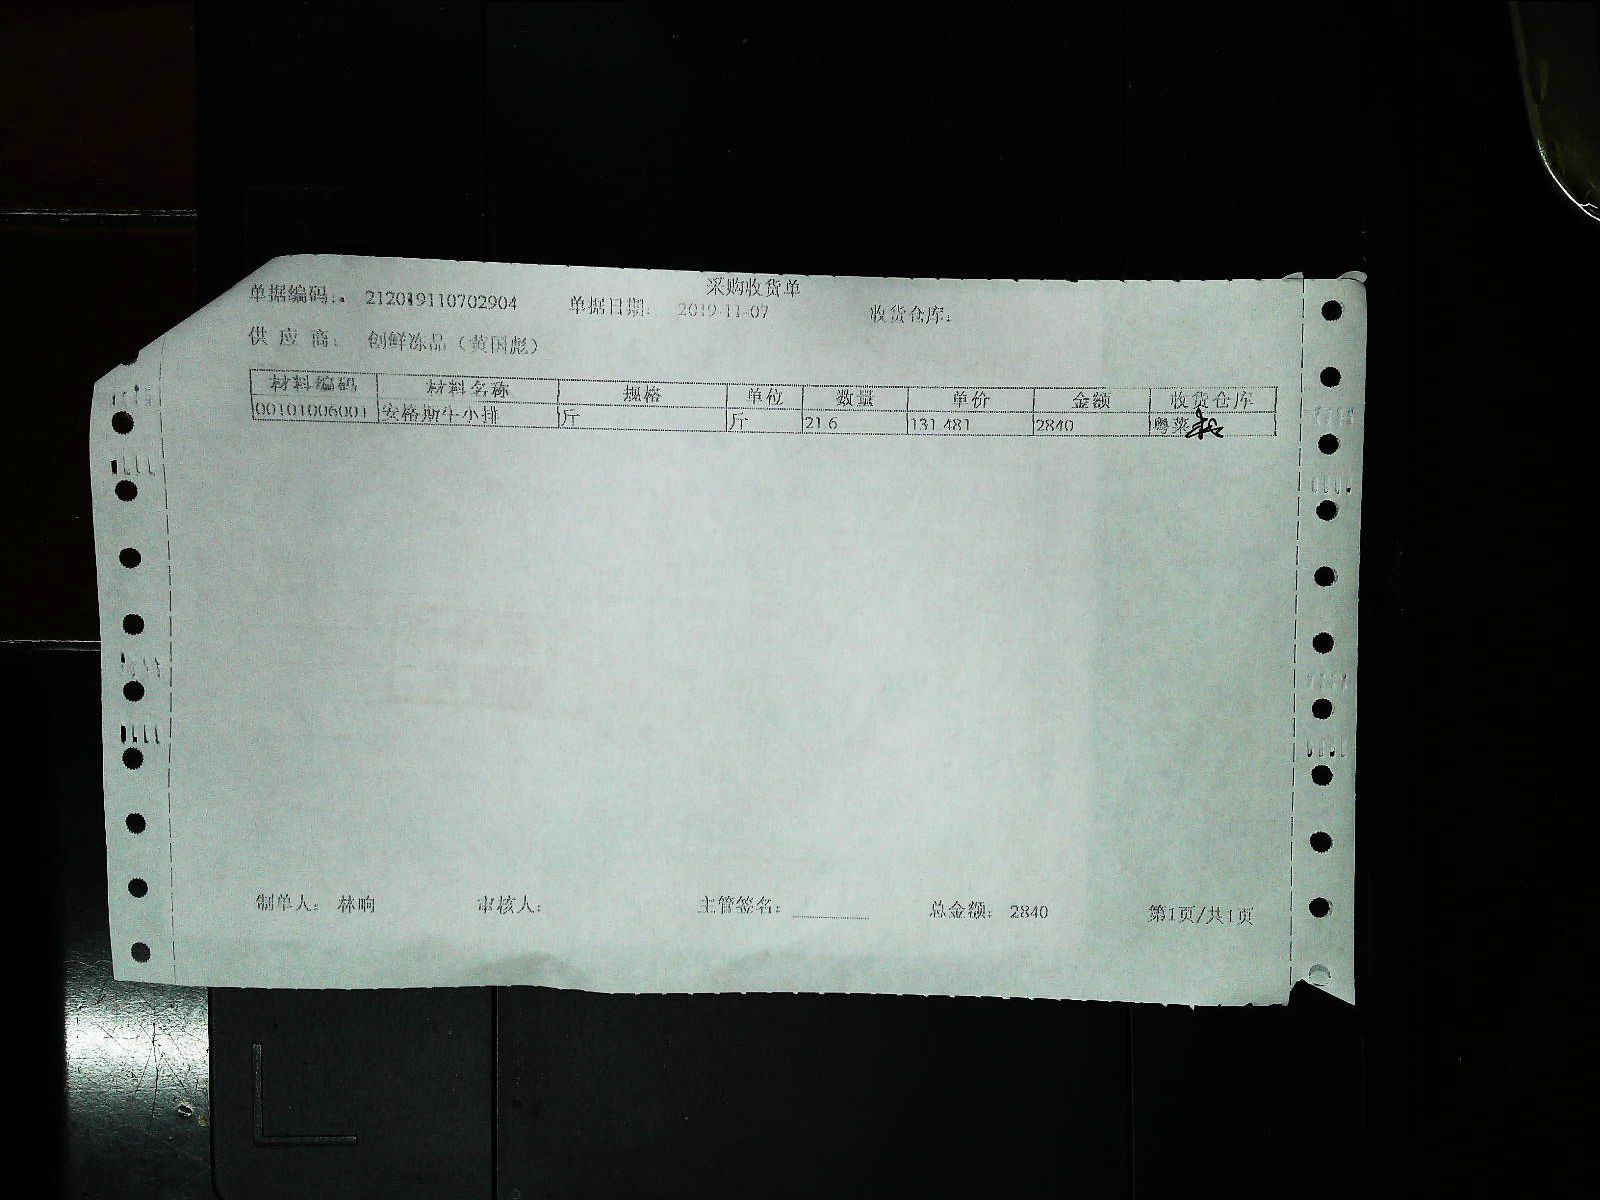 采购收货单
单据编码: 212019110702904 单据日期: 2019-11-07 收货仓库:
供应商: 创鲜冻品（黄国彪）
材料编码 材料名称 规格 单位 数量 单价 金额 收货仓库
00101006001 安格斯牛小排 斤 斤 21.6 131.481 2840 粤菜
制单人: 林晌 审核人: 主管签名: 总金额: 2840 第1页/共1页